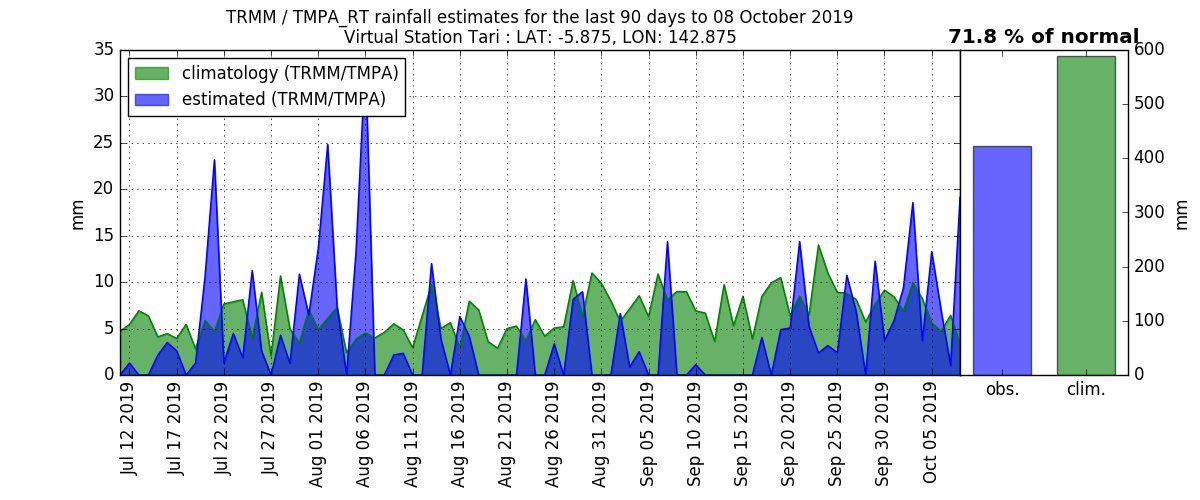 TRMM / TMPA_RT rainfall estimates for the last 90 days to 08 October 2019
Virtual Station Tari : LAT: -5.875, LON: 142.875
71.8 % of normal
climatology (TRMM/TMPA)
estimated (TRMM/TMPA)
35
30
25
20
15
10
5
0
mm
Jul 12 2019
Jul 17 2019
Jul 22 2019
Jul 27 2019
Aug 01 2019
Aug 06 2019
Aug 11 2019
Aug 16 2019
Aug 21 2019
Aug 26 2019
Aug 31 2019
Sep 05 2019
Sep 10 2019
Sep 15 2019
Sep 20 2019
Sep 25 2019
Sep 30 2019
Oct 05 2019
obs.
clim.
600
500
400
300
200
100
0
mm